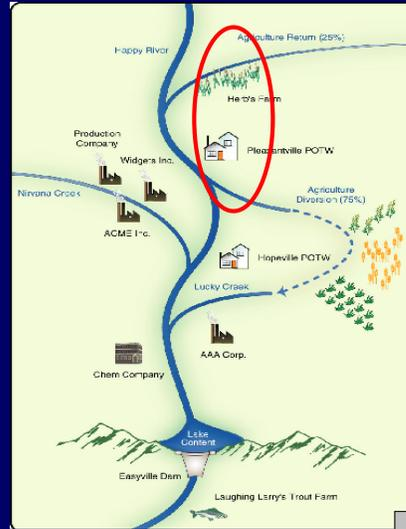 Agriculture Return (25%)
Happy River
Herb's Farm
Production
Company
Widgets Inc.
Pleasantville POTW
Nirvana Creek
Agriculture
Diversion (75%)
ACME Inc.
Hopeville POTW
Lucky Creek
AAA Corp.
Chem Company
Lake
Content
Easyville Dam
Laughing Larry's Trout Farm